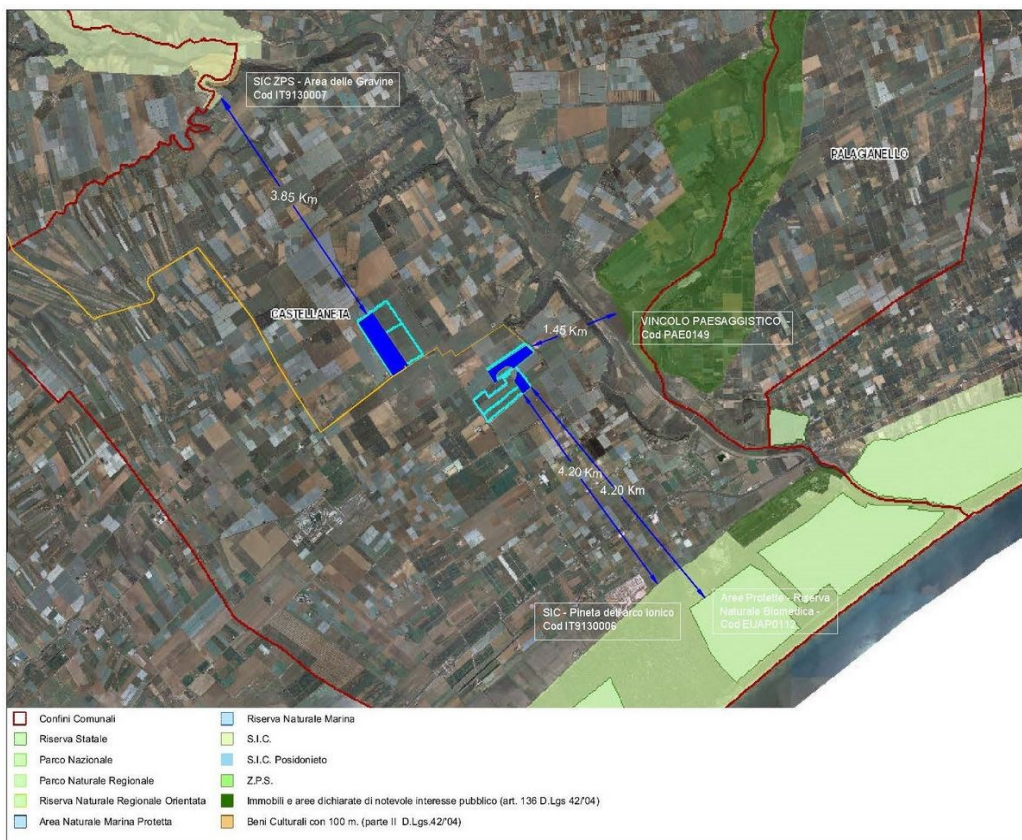 SIC ZPS - Area delle Gravine
Cod IT9130007
PALAGIANELLO
3.85 Km
CASTELLANETA
1.45 Km
VINCOLO PAESAGGISTICO -
Cod PAE0149
4.20 Km
4.20 Km
SIC - Pineta dell'arco ionico
Cod IT9130006
Aree Protette - Riserva
Naturale Biomedica -
Cod EUAP0112
Confini Comunali
Riserva Statale
Parco Nazionale
Parco Naturale Regionale
Riserva Naturale Regionale Orientata
Area Naturale Marina Protetta
Riserva Naturale Marina
S.I.C.
S.I.C. Posidonieto
Z.P.S.
Immobili e aree dichiarate di notevole interesse pubblico (art. 136 D.Lgs 42/'04)
Beni Culturali con 100 m. (parte II D.Lgs.42/'04)